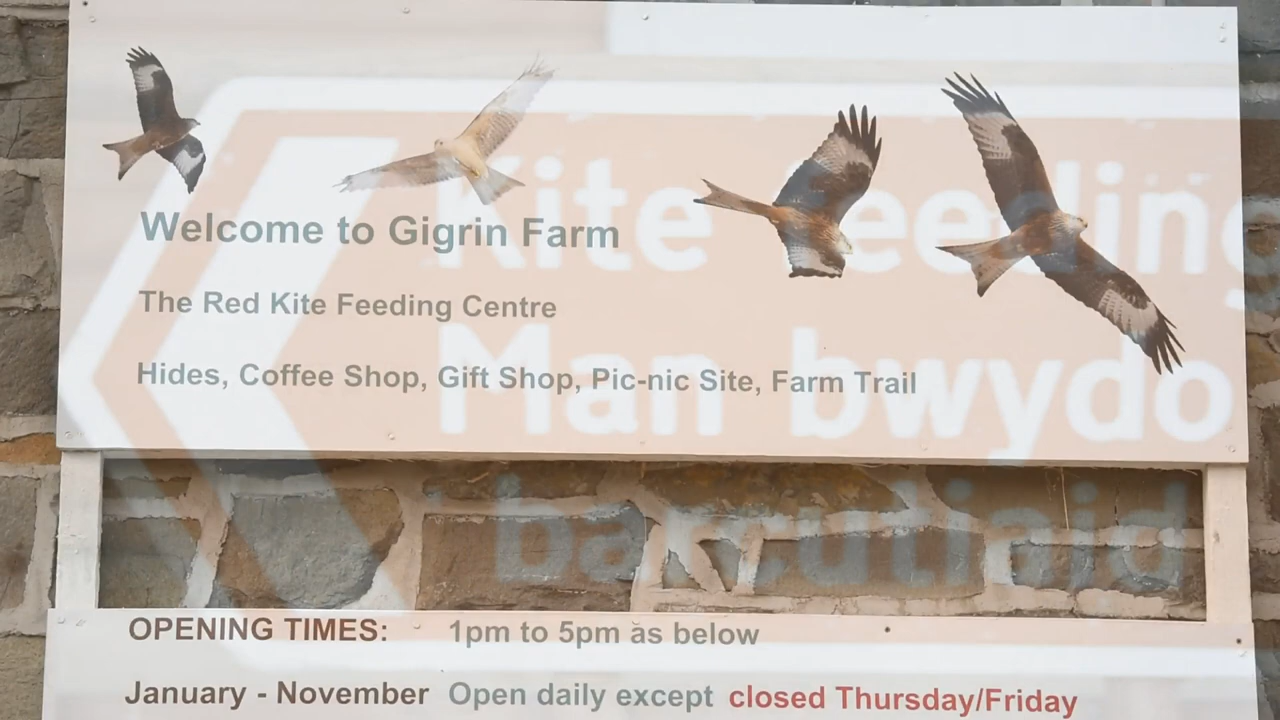 Welcome to Gigrin Farm
The Red Kite Feeding Centre
Hides, Coffee Shop, Gift Shop, Pic-nic Site, Farm Trail
OPENING TIMES: 1pm to 5pm as below
January - November Open daily except closed Thursday/Friday
Kite feeding
Man bwydo
barcutiaid